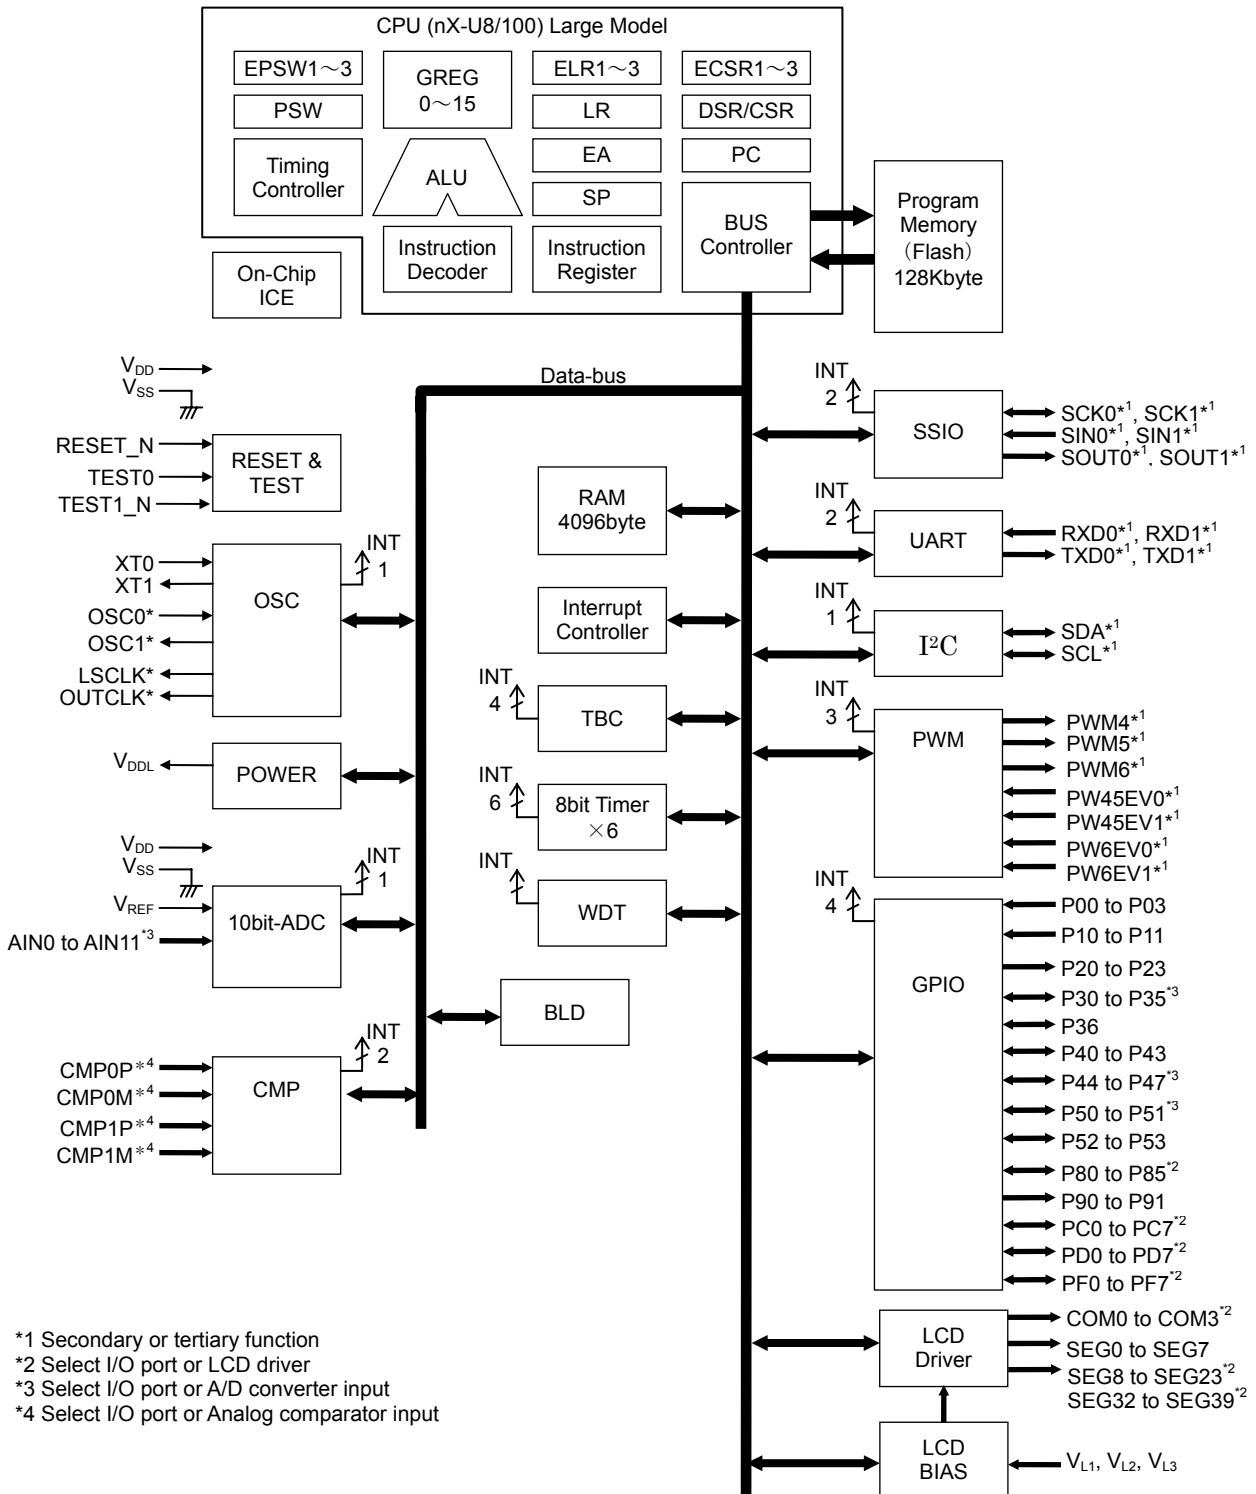 CPU (nX-U8/100) Large Model
EPSW1～3
GREG
0～15
ELR1～3
ECSR1～3
PSW
LR
DSR/CSR
Timing
Controller
ALU
EA
PC
SP
BUS
Controller
Program
Memory
（Flash）
128Kbyte
Instruction
Decoder
Instruction
Register
On-Chip
ICE
VDD
VSS
Data-bus
RESET_N
TEST0
TEST1_N
RESET &
TEST
XT0
XT1
OSC0*
OSC1*
LSCLK*
OUTCLK*
OSC
INT
1
VDDL
POWER
VDD
VSS
VREF
AIN0 to AIN11*3
10bit-ADC
INT
1
CMP0P*4
CMP0M*4
CMP1P*4
CMP1M*4
CMP
INT
2
RAM
4096byte
Interrupt
Controller
INT
4
TBC
INT
6
8bit Timer
×6
INT
1
WDT
BLD
INT
2
SSIO
SCK0*1, SCK1*1
SIN0*1, SIN1*1
SOUT0*1, SOUT1*1
INT
2
UART
RXD0*1, RXD1*1
TXD0*1, TXD1*1
INT
1
I2C
SDA*1
SCL*1
INT
3
PWM
PWM4*1
PWM5*1
PWM6*1
PW45EV0*1
PW45EV1*1
PW6EV0*1
PW6EV1*1
INT
4
GPIO
P00 to P03
P10 to P11
P20 to P23
P30 to P35*3
P36
P40 to P43
P44 to P47*3
P50 to P51*3
P52 to P53
P80 to P85*2
P90 to P91
PC0 to PC7*2
PD0 to PD7*2
PF0 to PF7*2
LCD
Driver
COM0 to COM3*2
SEG0 to SEG7
SEG8 to SEG23*2
SEG32 to SEG39*2
LCD
BIAS
VL1, VL2, VL3
*1 Secondary or tertiary function
*2 Select I/O port or LCD driver
*3 Select I/O port or A/D converter input
*4 Select I/O port or Analog comparator input